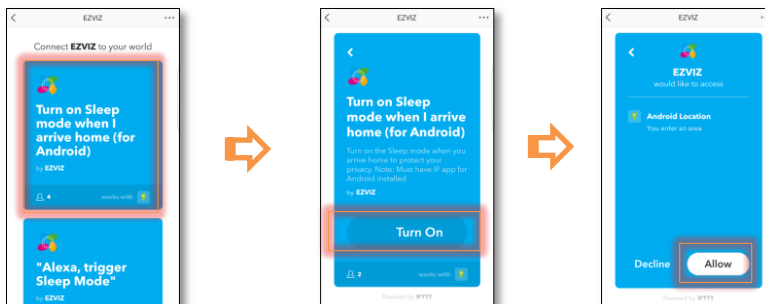 EZVIZ
Connect EZVIZ to your world
Turn on Sleep
mode when I
arrive home (for
Android)
by EZVIZ
4
works with
"Alexa, trigger
Sleep Mode"
by EZVIZ
EZVIZ
Turn on Sleep
mode when I arrive
home (for Android)
Turn on the Sleep mode when you
arrive home to protect your
privacy. Note: Must have IF app for
Android installed
by EZVIZ
Turn On
2
works with
Powered by IFTTT
EZVIZ
EZVIZ
would like to access
Android Location
You enter an area
Decline
Allow
Powered by IFTTT